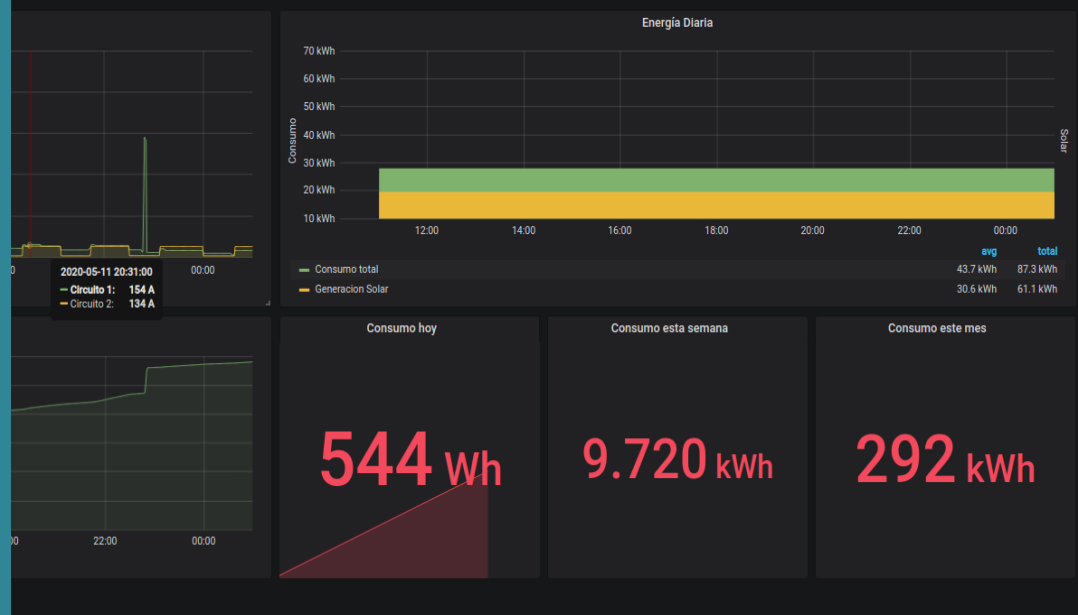 00:00
2020-05-11 20:31:00
Circuito 1: 154 A
Circuito 2: 134 A
22:00
00:00
Energía Diaria
Consumo
Solar
70 kWh
60 kWh
50 kWh
40 kWh
30 kWh
20 kWh
10 kWh
12:00 14:00 16:00 18:00 20:00 22:00 00:00
avg total
Consumo total 43.7 kWh 87.3 kWh
Generacion Solar 30.6 kWh 61.1 kWh
Consumo hoy
544 Wh
Consumo esta semana
9.720 kWh
Consumo este mes
292 kWh